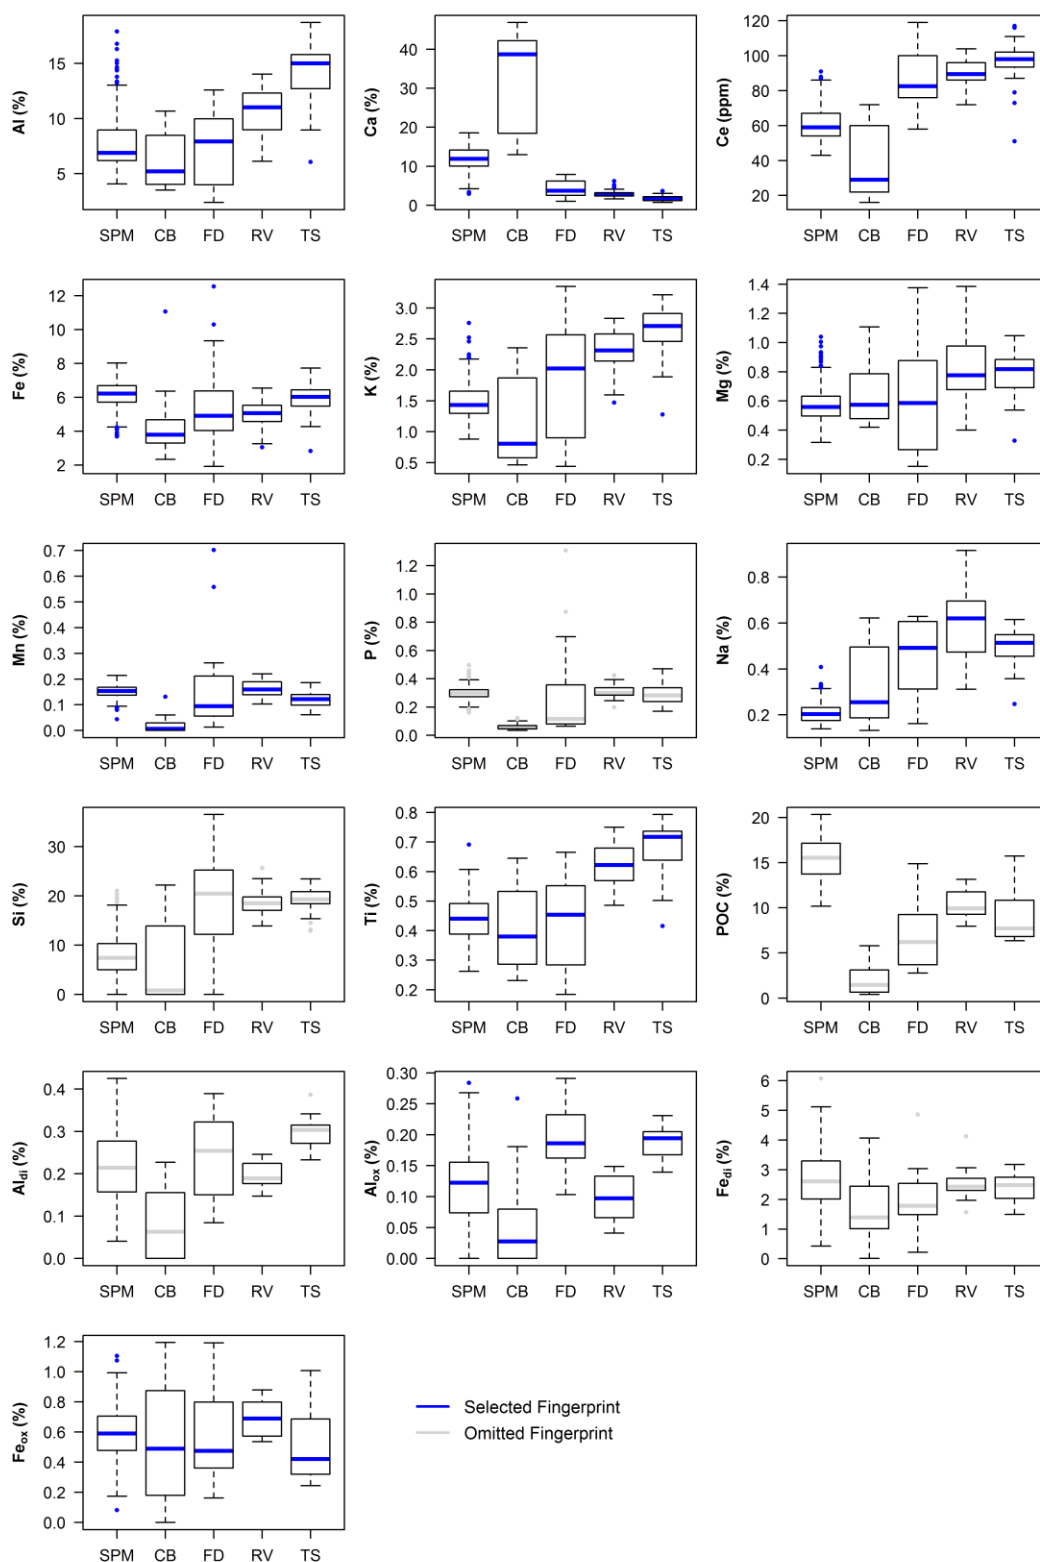 Al (%)
15
10
5
SPM CB FD RV TS
Ca (%)
40
30
20
10
0
SPM CB FD RV TS
Ce (ppm)
120
100
80
60
40
20
SPM CB FD RV TS
Fe (%)
12
10
8
6
4
2
SPM CB FD RV TS
K (%)
3.0
2.5
2.0
1.5
1.0
0.5
SPM CB FD RV TS
Mg (%)
1.4
1.2
1.0
0.8
0.6
0.4
0.2
SPM CB FD RV TS
Mn (%)
0.7
0.6
0.5
0.4
0.3
0.2
0.1
0.0
SPM CB FD RV TS
P (%)
1.2
1.0
0.8
0.6
0.4
0.2
0.0
SPM CB FD RV TS
Na (%)
0.8
0.6
0.4
0.2
SPM CB FD RV TS
Si (%)
30
20
10
0
SPM CB FD RV TS
Ti (%)
0.8
0.7
0.6
0.5
0.4
0.3
0.2
SPM CB FD RV TS
POC (%)
20
15
10
5
0
SPM CB FD RV TS
Aldi (%)
0.4
0.3
0.2
0.1
0.0
SPM CB FD RV TS
Alox (%)
0.30
0.25
0.20
0.15
0.10
0.05
0.00
SPM CB FD RV TS
Fedi (%)
6
5
4
3
2
1
0
SPM CB FD RV TS
Feox (%)
1.2
1.0
0.8
0.6
0.4
0.2
0.0
SPM CB FD RV TS
Selected Fingerprint
Omitted Fingerprint